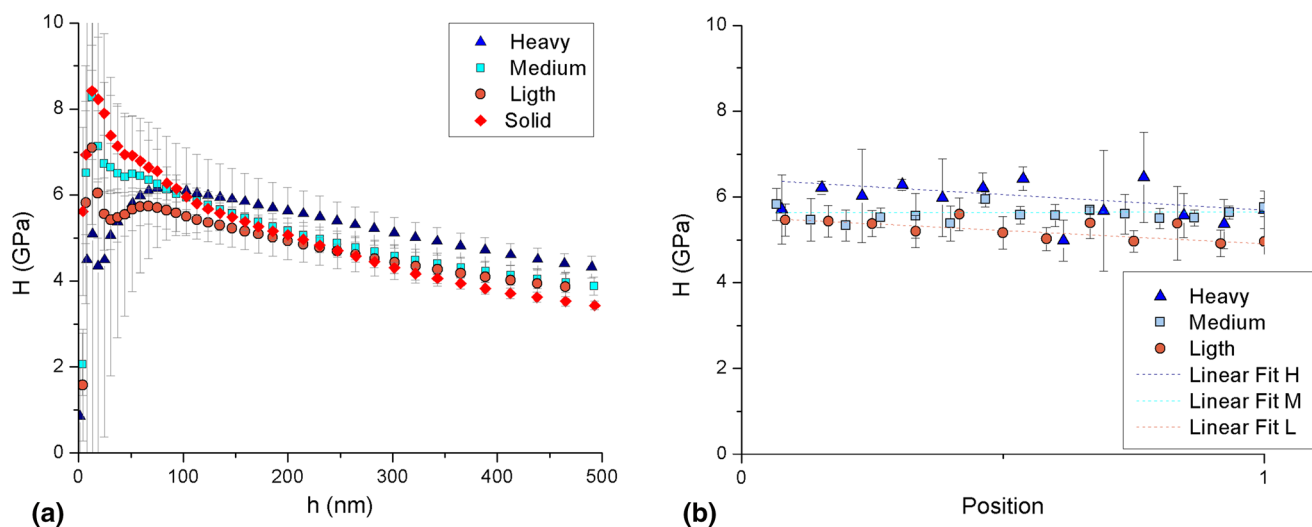 10
8
6
4
2
0
H (GPa)
Heavy
Medium
Ligth
Solid
0 100 200 300 400 500
h (nm)
(a)
10
8
6
4
2
0
H (GPa)
Heavy
Medium
Ligth
Linear Fit H
Linear Fit M
Linear Fit L
0 1
Position
(b)